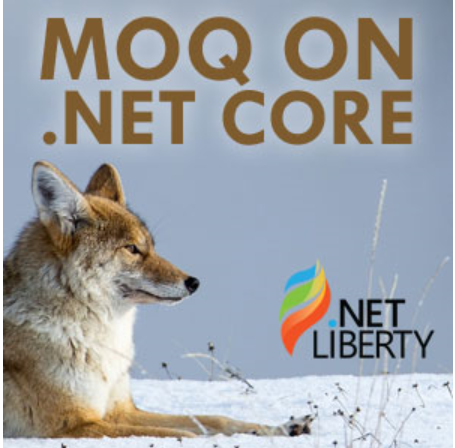 MOQ ON
.NET CORE
.NET
LIBERTY